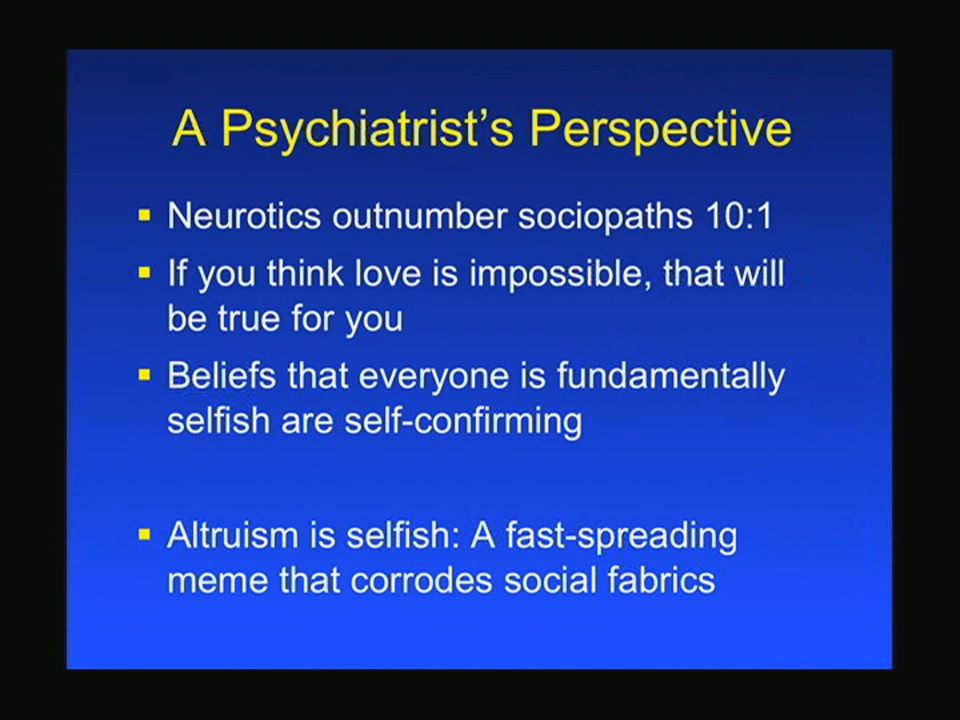 A Psychiatrist's Perspective
Neurotics outnumber sociopaths 10:1
If you think love is impossible, that will
be true for you
Beliefs that everyone is fundamentally
selfish are self-confirming
Altruism is selfish: A fast-spreading
meme that corrodes social fabrics